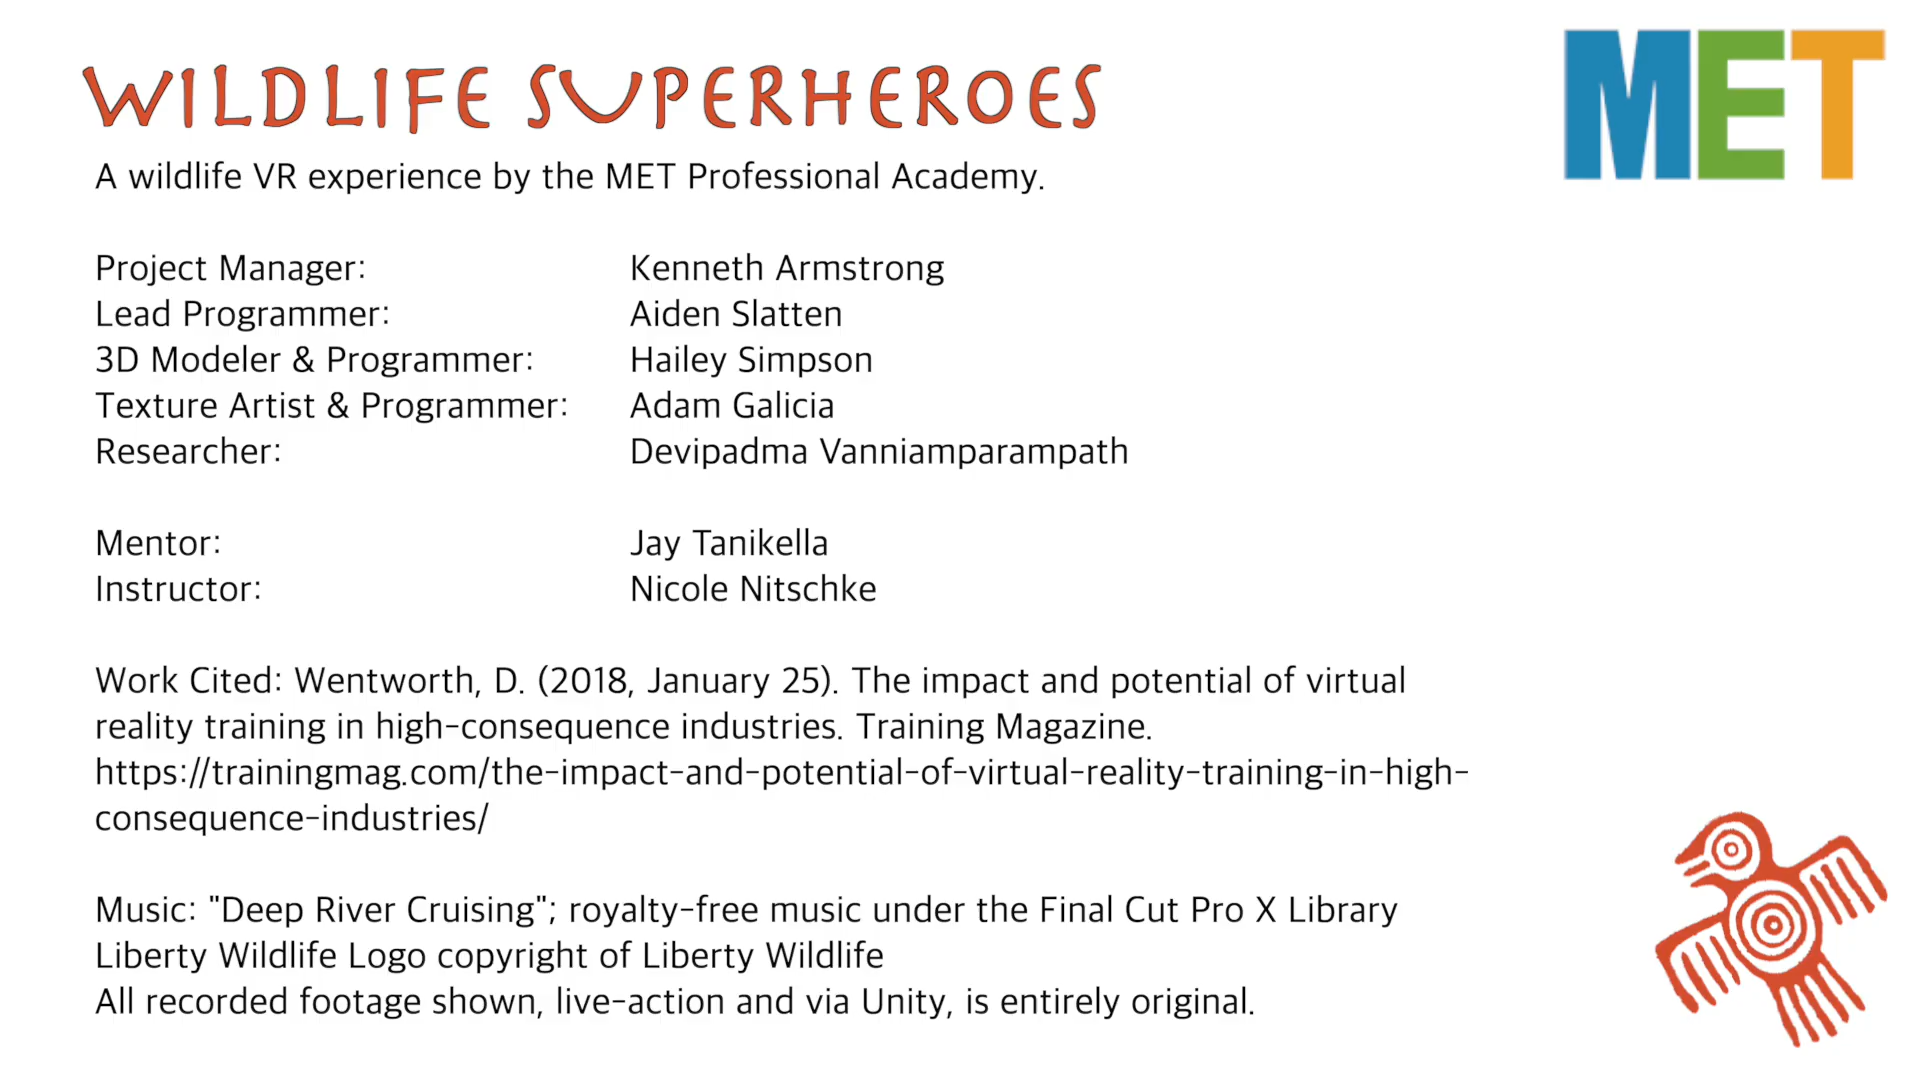 WILDLIFE SUPERHEROES
MET
A wildlife VR experience by the MET Professional Academy.
Project Manager: Kenneth Armstrong
Lead Programmer: Aiden Slatten
3D Modeler & Programmer: Hailey Simpson
Texture Artist & Programmer: Adam Galicia
Researcher: Devipadma Vanniamparampath
Mentor: Jay Tanikella
Instructor: Nicole Nitschke
Work Cited: Wentworth, D. (2018, January 25). The impact and potential of virtual
reality training in high-consequence industries. Training Magazine.
https://trainingmag.com/the-impact-and-potential-of-virtual-reality-training-in-high-
consequence-industries/
Music: "Deep River Cruising"; royalty-free music under the Final Cut Pro X Library
Liberty Wildlife Logo copyright of Liberty Wildlife
All recorded footage shown, live-action and via Unity, is entirely original.